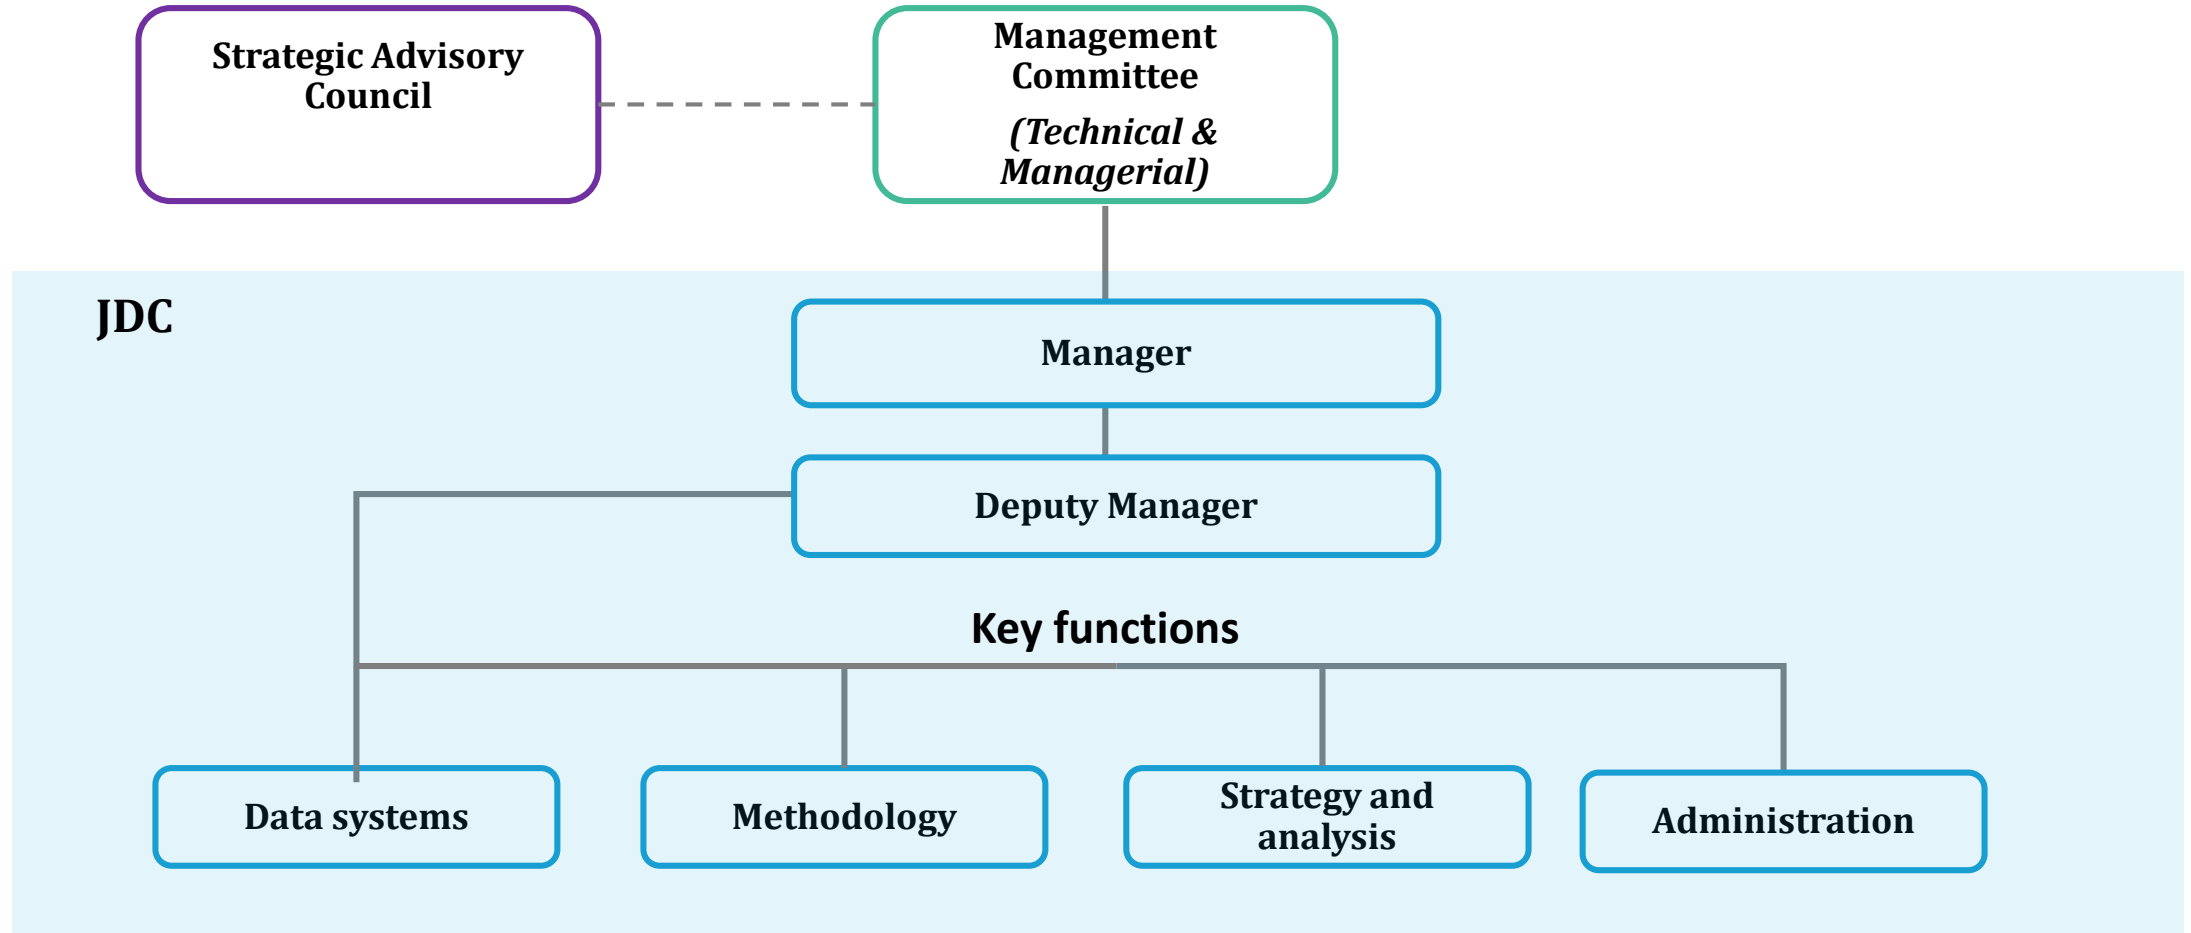 Strategic Advisory
Council
Management
Committee
(Technical &
Managerial)
JDC
Manager
Deputy Manager
Key functions
Data systems
Methodology
Strategy and
analysis
Administration